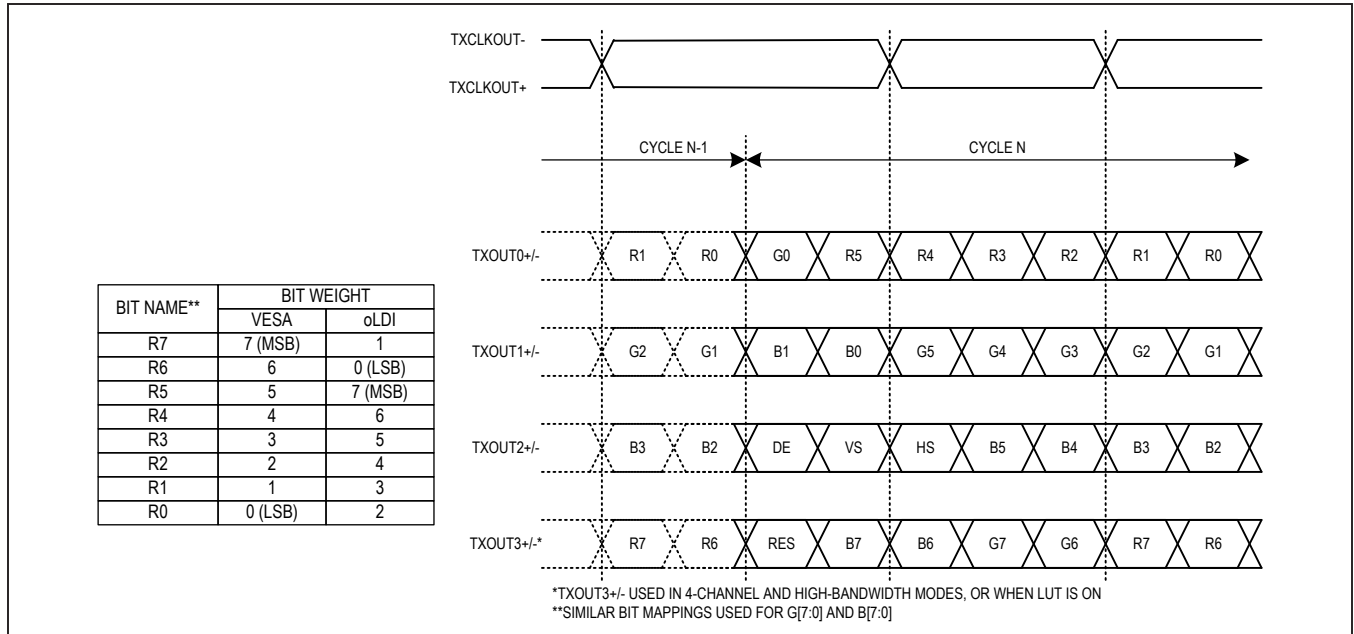 TXCLKOUT-
TXCLKOUT+
CYCLE N-1 CYCLE N
TXOUT0+/- R1 R0 G0 R5 R4 R3 R2 R1 R0
TXOUT1+/- G2 G1 B1 B0 G5 G4 G3 G2 G1
TXOUT2+/- B3 B2 DE VS HS B5 B4 B3 B2
TXOUT3+/-* R7 R6 RES B7 B6 G7 G6 R7 R6
BIT NAME** BIT WEIGHT
VESA oLDI
R7 7 (MSB) 1
R6 6 0 (LSB)
R5 5 7 (MSB)
R4 4 6
R3 3 5
R2 2 4
R1 1 3
R0 0 (LSB) 2
*TXOUT3+/- USED IN 4-CHANNEL AND HIGH-BANDWIDTH MODES, OR WHEN LUT IS ON
**SIMILAR BIT MAPPINGS USED FOR G[7:0] AND B[7:0]